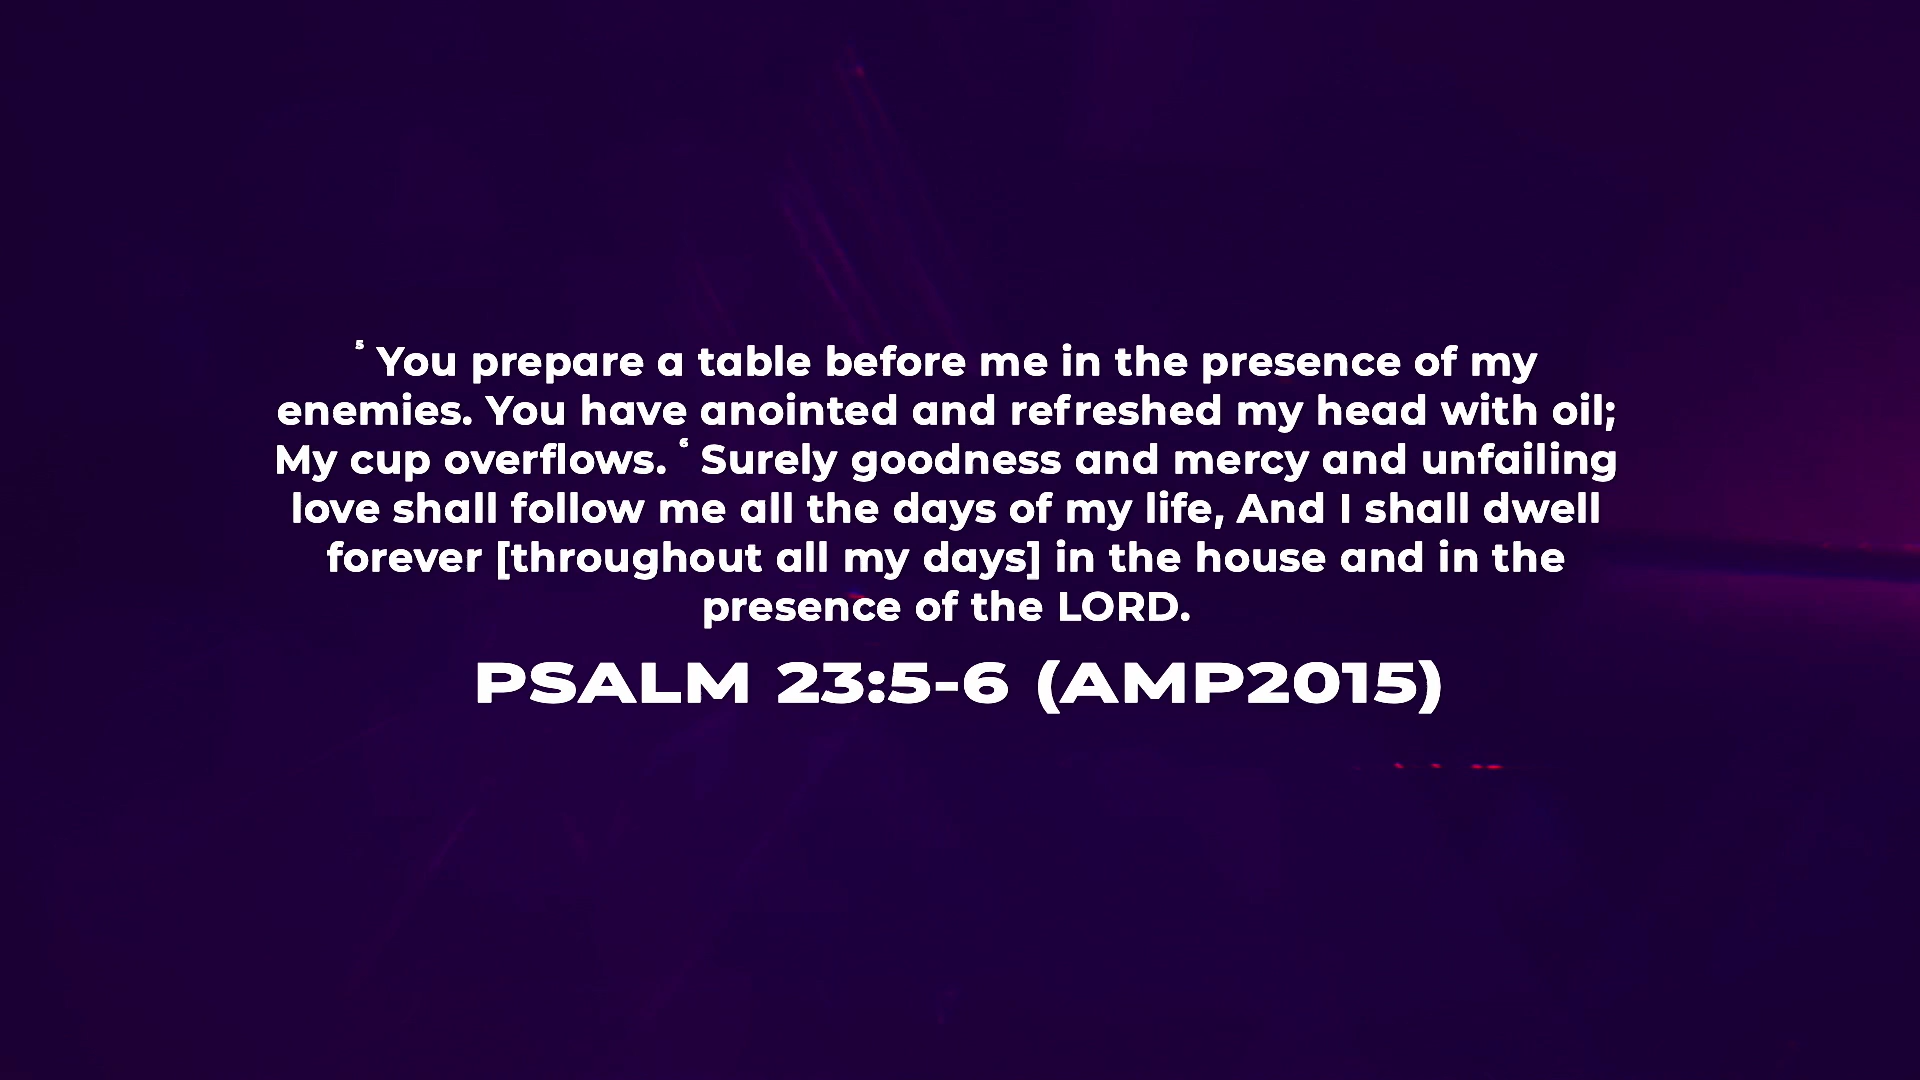 ⁵ You prepare a table before me in the presence of my
enemies. You have anointed and refreshed my head with oil;
My cup overflows. ⁶ Surely goodness and mercy and unfailing
love shall follow me all the days of my life, And I shall dwell
forever [throughout all my days] in the house and in the
presence of the LORD.
PSALM 23:5-6 (AMP2015)